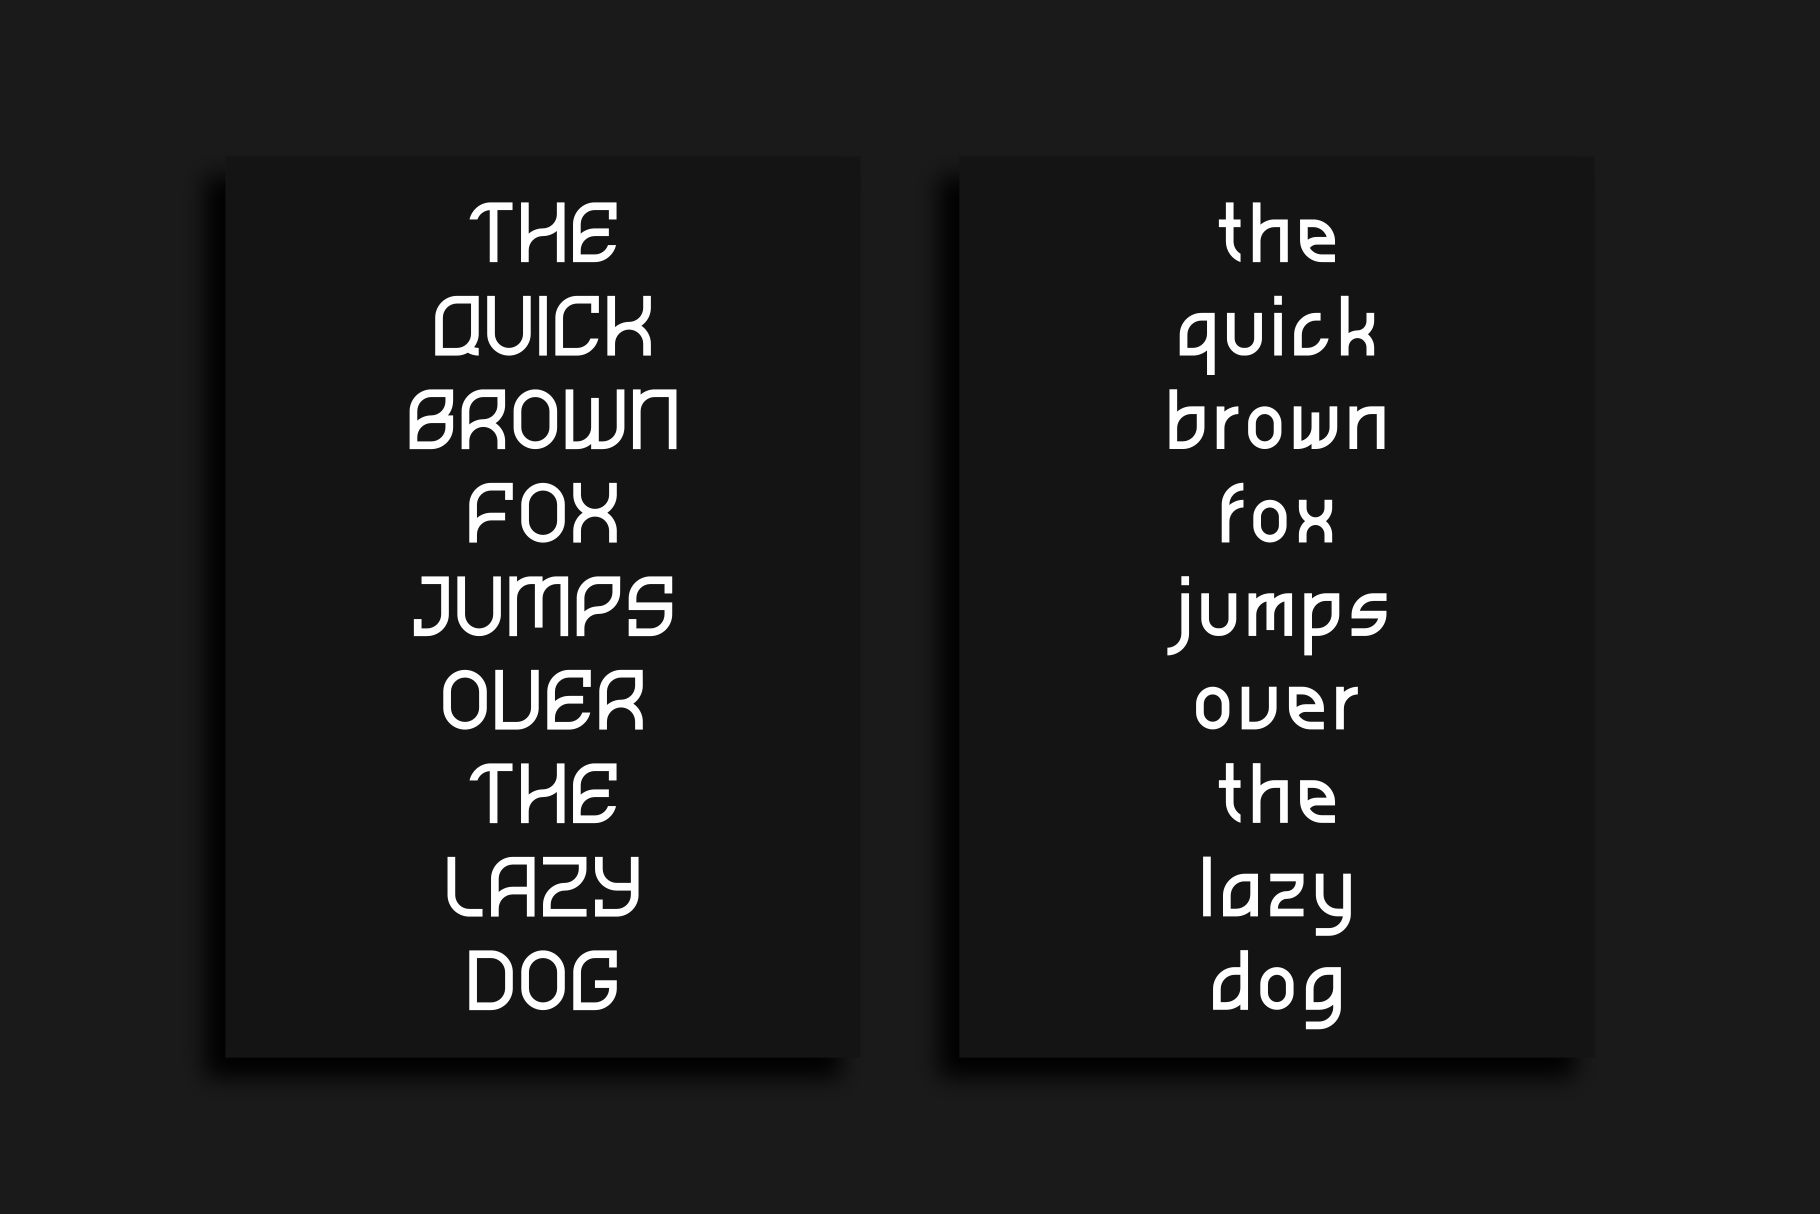 THE
QUICK
BROWN
FOX
JUMPS
OVER
THE
LAZY
DOG
the
quick
brown
fox
jumps
over
the
lazy
dog